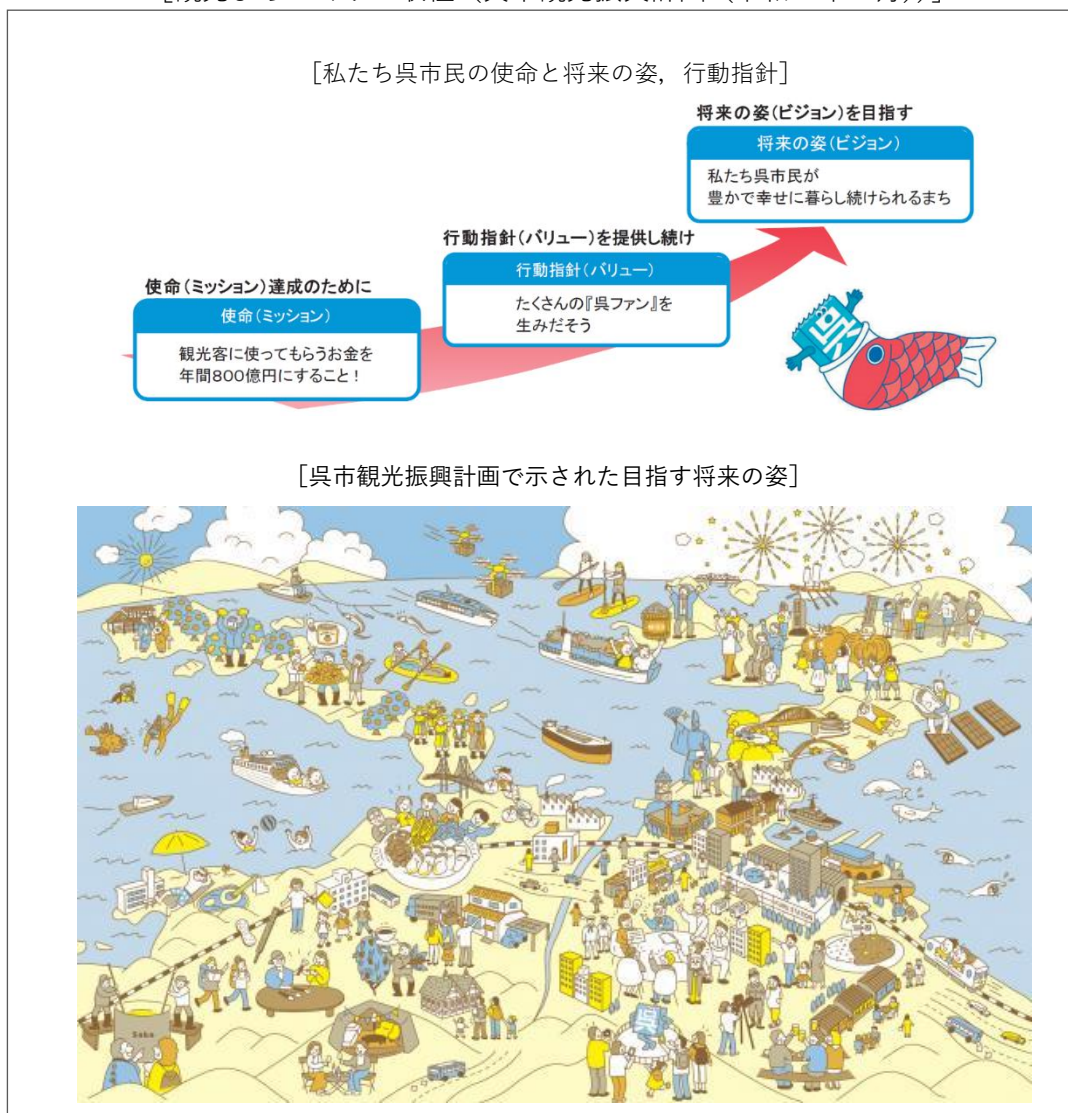 ［私たち呉市民の使命と将来の姿，行動指針］
将来の姿（ビジョン）を目指す
将来の姿（ビジョン）
私たち呉市民が
豊かで幸せに暮らし続けられるまち
行動指針（バリュー）を提供し続け
行動指針（バリュー）
たくさんの『呉ファン』を
生みだそう
使命（ミッション）達成のために
使命（ミッション）
観光客に使ってもらうお金を
年間800億円にすること！
呉
［呉市観光振興計画で示された目指す将来の姿］
Sake
呉